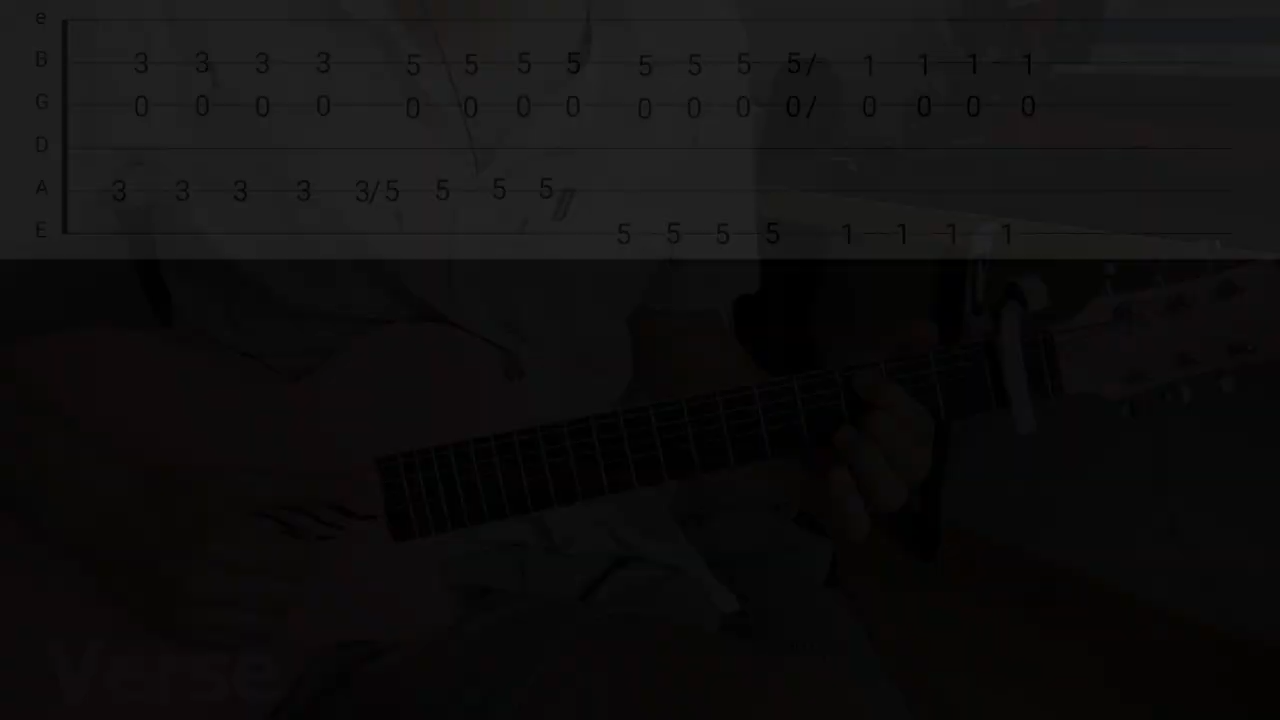 e
B 3 3 3 3 5 5 5 5 5 5 5 5/ 1 1 1 1
G 0 0 0 0 0 0 0 0 0 0 0 0/ 0 0 0 0
D
A 3 3 3 3 3/5 5 5 5 //
E 5 5 5 5 1 1 1 1
Verse